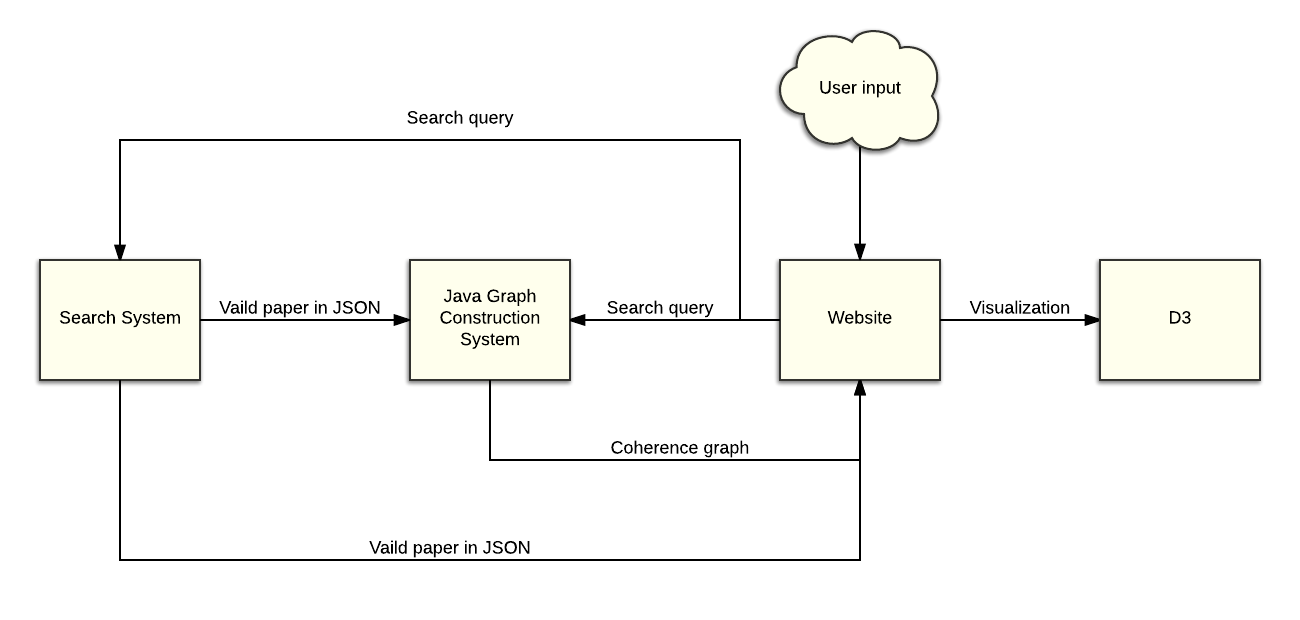 User input
Search query
Search System
Vaild paper in JSON
Java Graph
Construction
System
Search query
Website
Visualization
D3
Coherence graph
Vaild paper in JSON